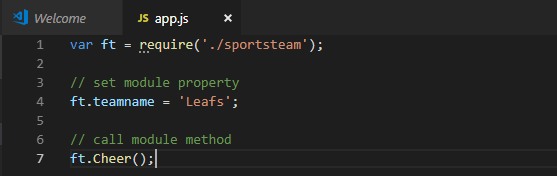 Welcome
JS app.js ×
1 var ft = require('./sportsteam');
2
3 // set module property
4 ft.teamname = 'Leafs';
5
6 // call module method
7 ft.Cheer();